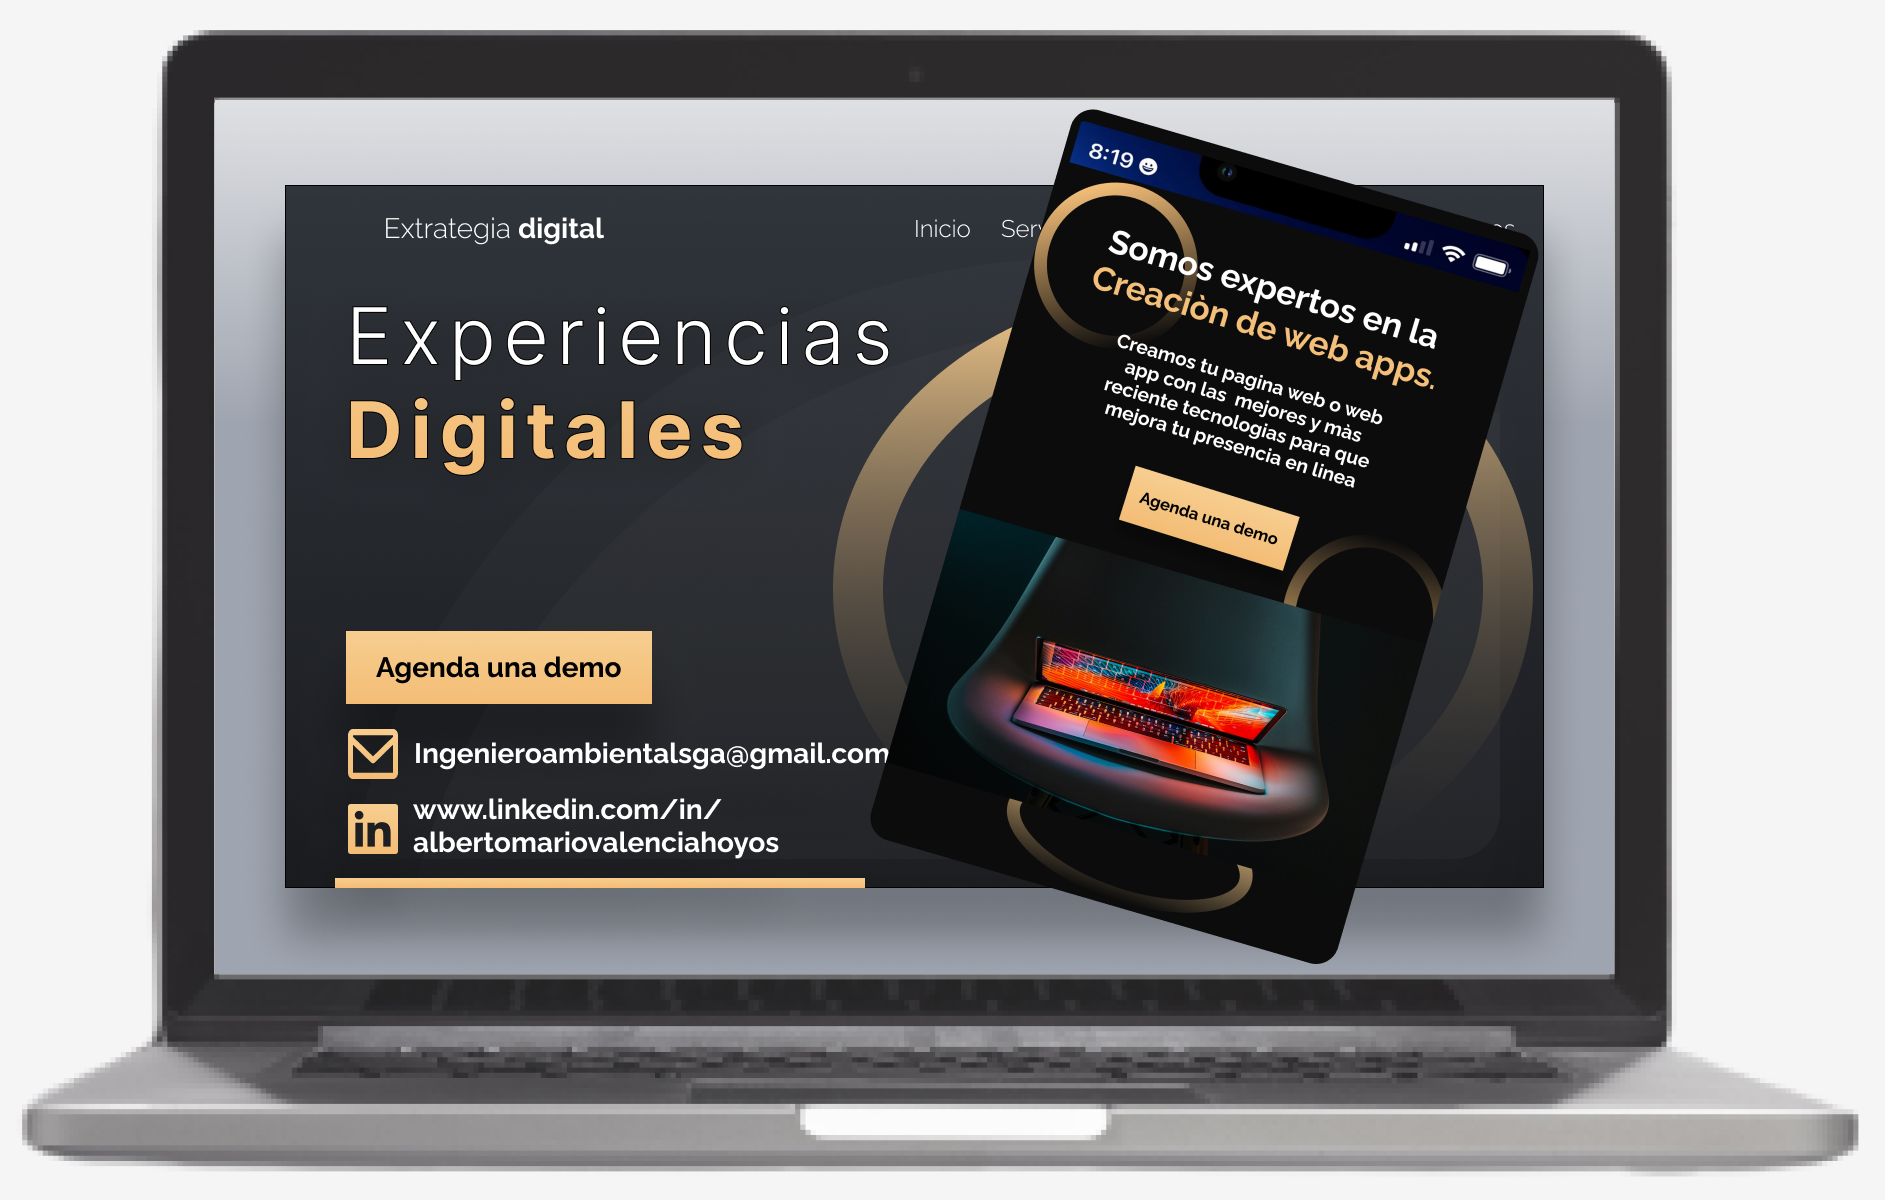 Extrategia digital
Inicio
Experiencias
Digitales
Agenda una demo
Ingenieroambientalsga@gmail.com
www.linkedin.com/in/
albertomariovalenciahoyos
in
8:19
Somos expertos en la
Creaciòn de web apps.
Creamos tu pagina web o web
app con las mejores y màs
reciente tecnologias para que
mejora tu presencia en linea
Agenda una demo